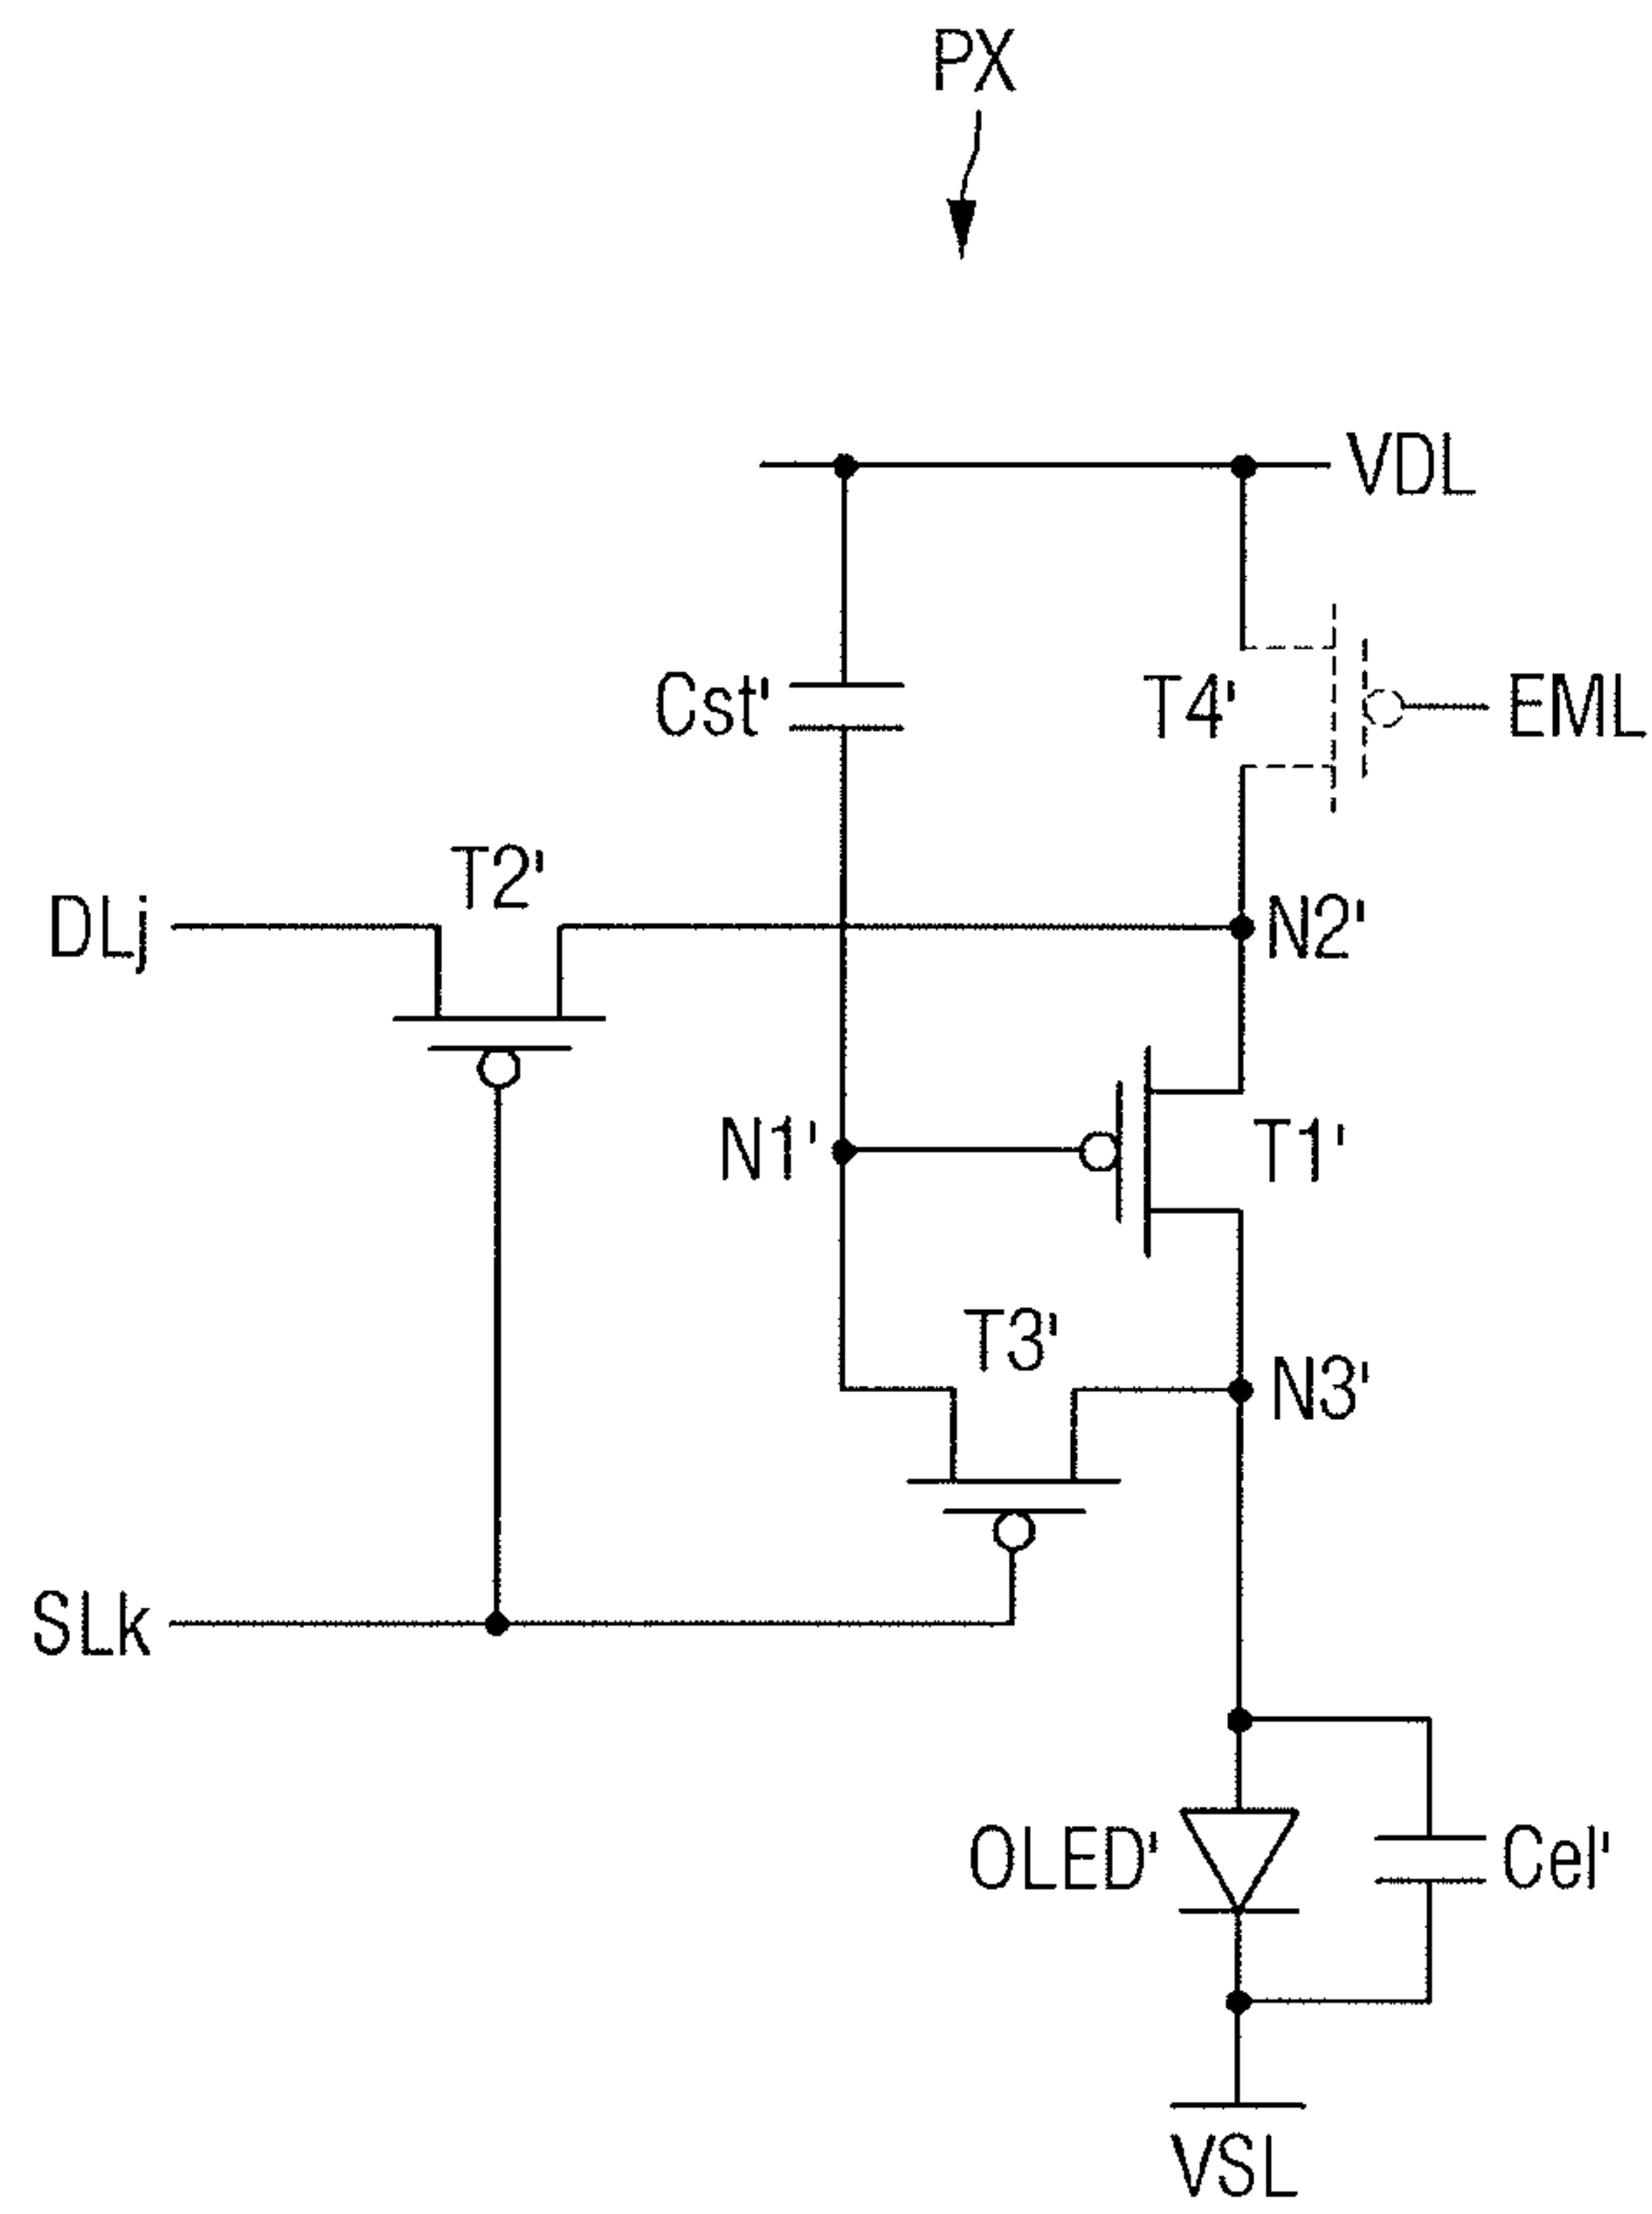 PX
VDL
Cst'
T4'
EML
T2'
DLj
N2'
N1'
T1'
T3'
N3'
SLk
OLED'
Cel'
VSL